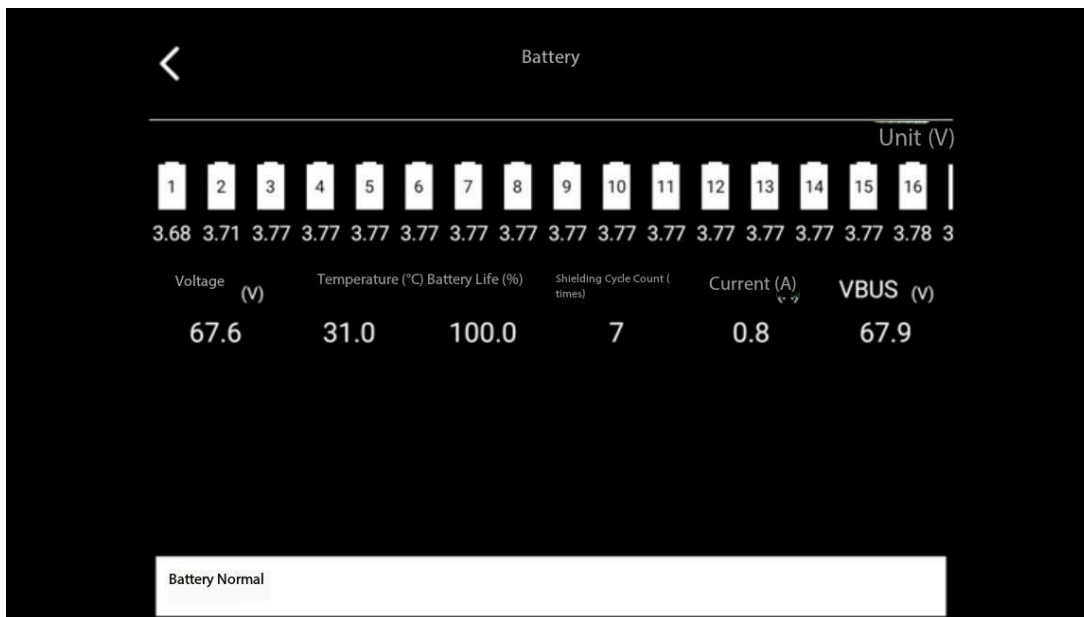 Battery
Unit (V)
1 2 3 4 5 6 7 8 9 10 11 12 13 14 15 16
3.68 3.71 3.77 3.77 3.77 3.77 3.77 3.77 3.77 3.77 3.77 3.77 3.77 3.77 3.77 3.78 3
Voltage (V) Temperature (°C) Battery Life (%) Shielding Cycle Count ( Current (A) VBUS (V)
times)
67.6 31.0 100.0 7 0.8 67.9
Battery Normal